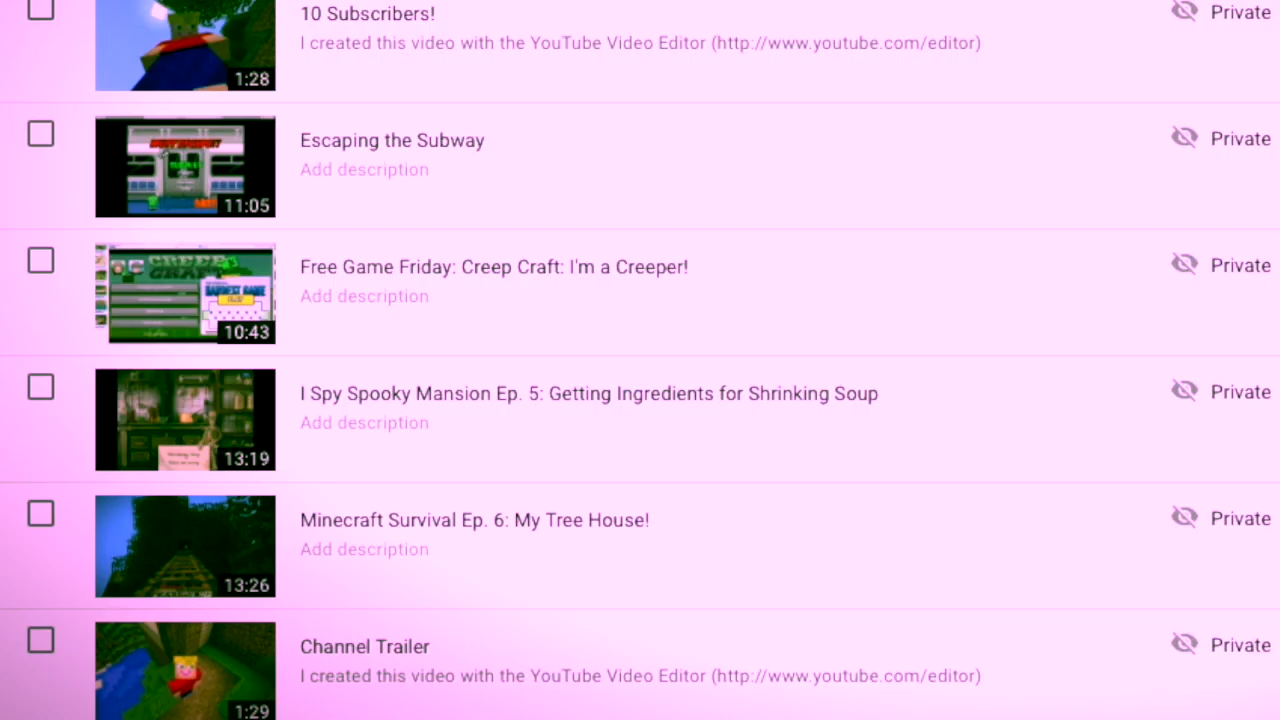 10 Subscribers!
Private
I created this video with the YouTube Video Editor (http://www.youtube.com/editor)
1:28
Escaping the Subway
Private
Add description
11:05
Free Game Friday: Creep Craft: I'm a Creeper!
Private
Add description
CREEP
CRAFT
10:43
I Spy Spooky Mansion Ep. 5: Getting Ingredients for Shrinking Soup
Private
Add description
13:19
Minecraft Survival Ep. 6: My Tree House!
Private
Add description
13:26
Channel Trailer
Private
I created this video with the YouTube Video Editor (http://www.youtube.com/editor)
1:29